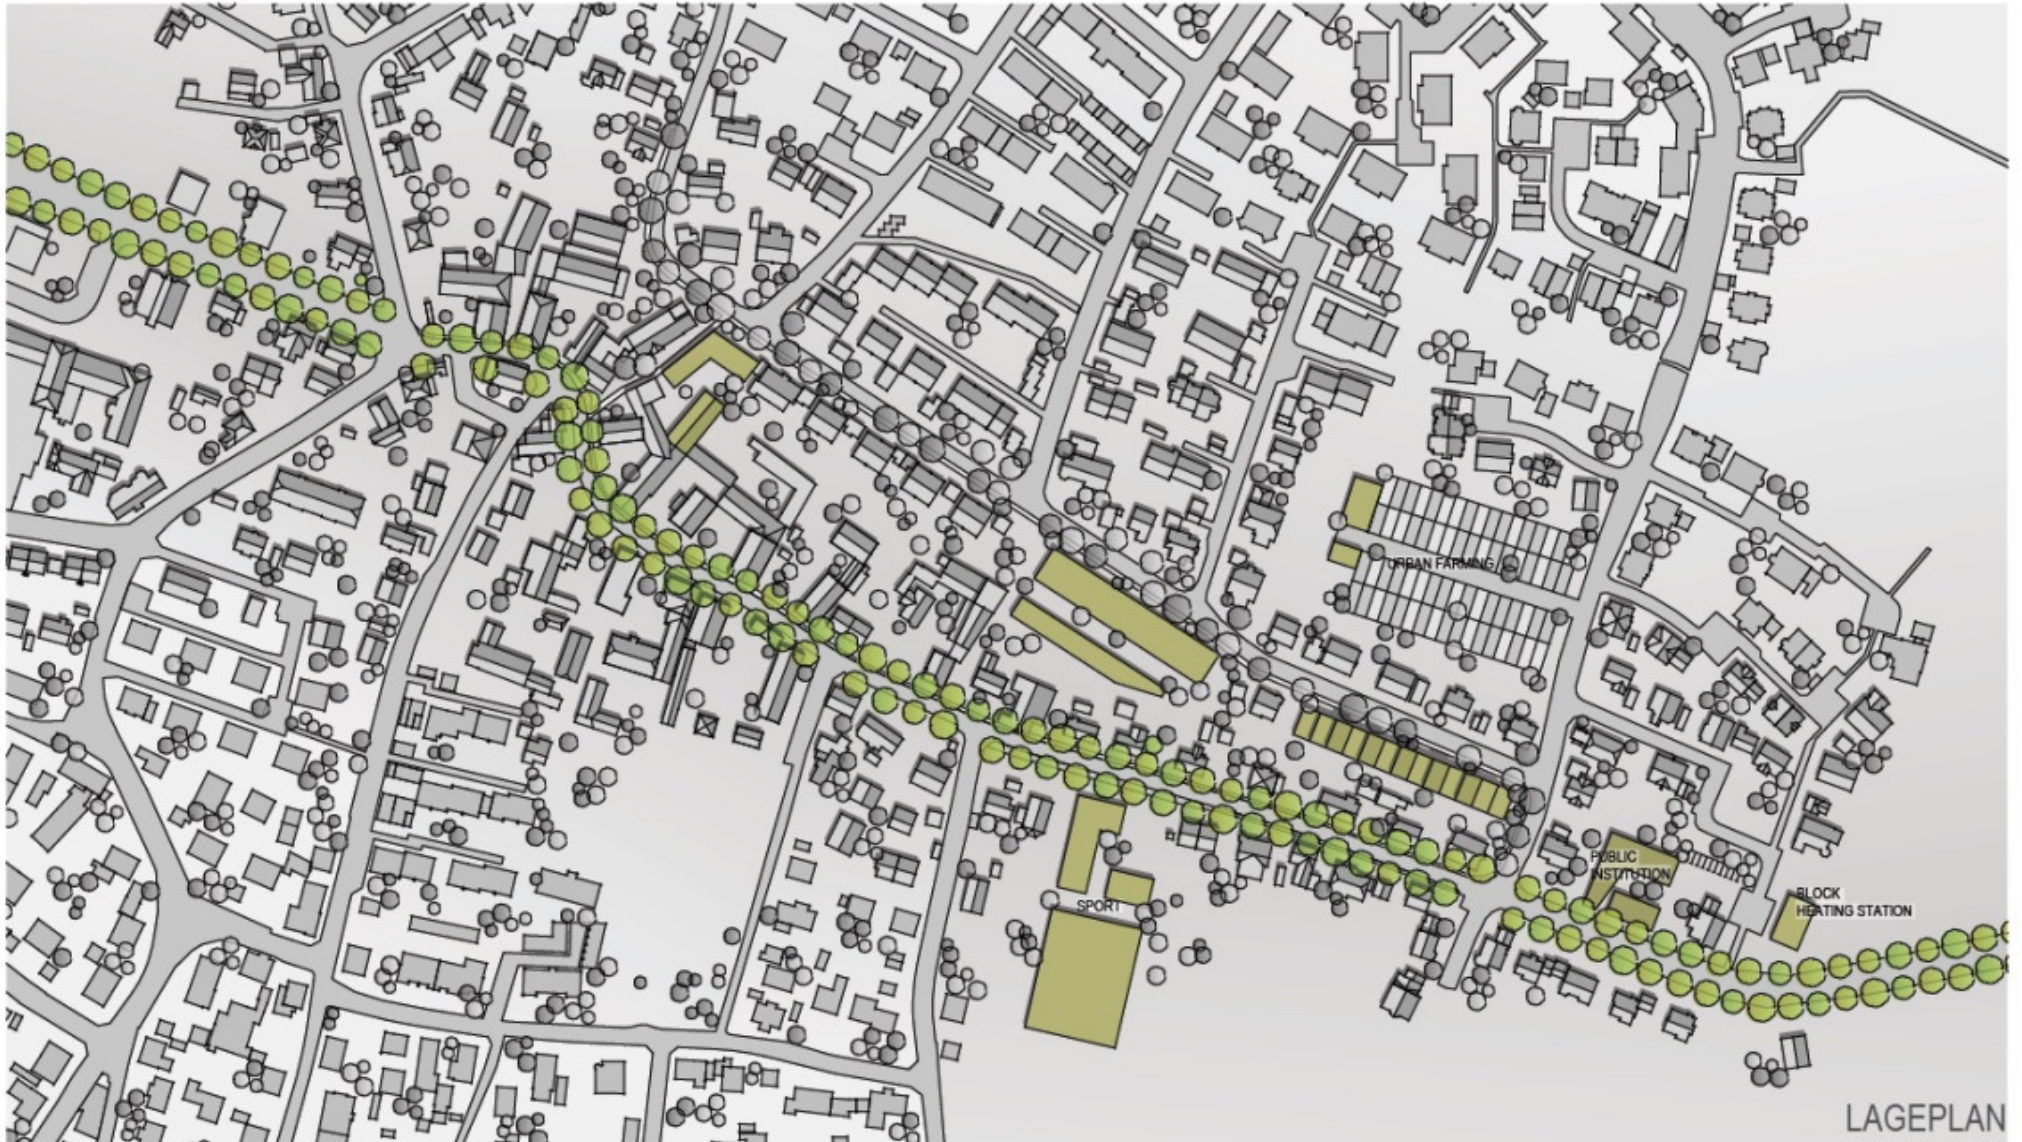 URBAN FARMING
PUBLIC
INSTITUTION
BLOCK
HEATING STATION
SPORT
LAGEPLAN